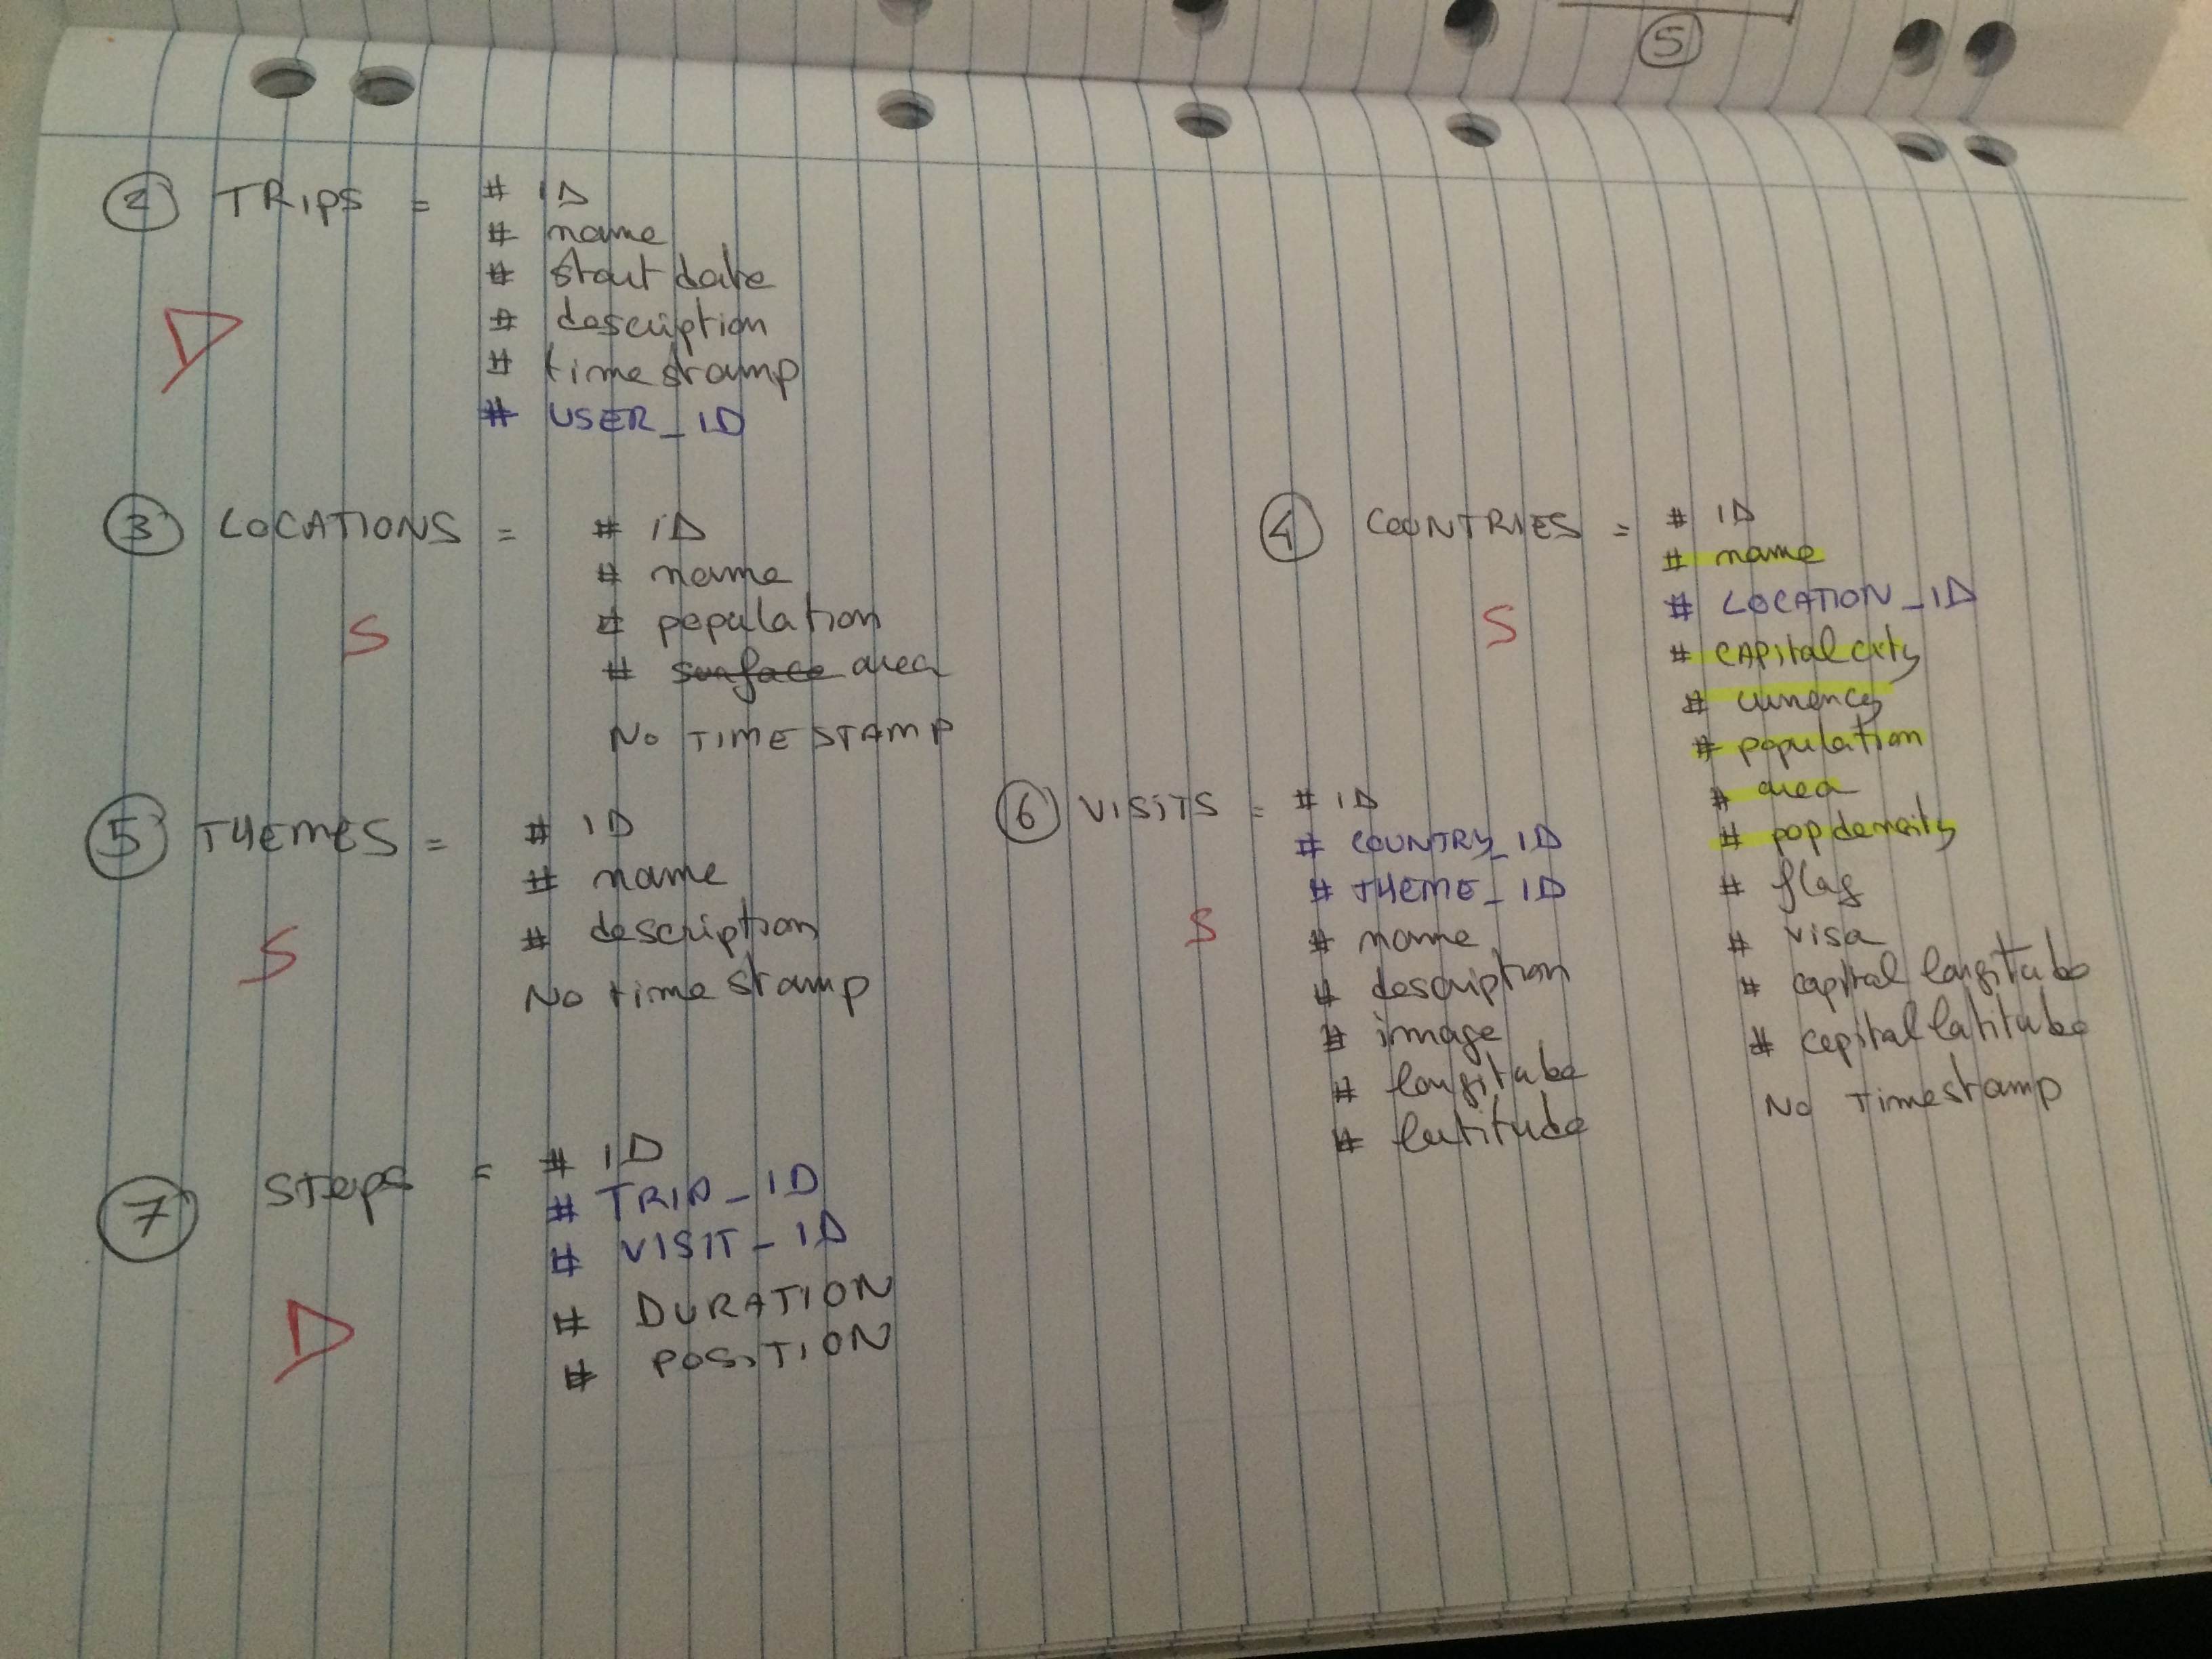 5
2 TRIPS = # ID
# name
# start date
# description
# timestamp
# USER_ID
D
3 LOCATIONS = # ID
# name
# population
# surface area
No TIMESTAMP
S
4 COUNTRIES = # ID
# name
# LOCATION_ID
# CAPital city
# currency
# population
# area
# pop density
# flag
# visa
# capital longitude
# capital latitude
No Timestamp
S
5 THEMES = # ID
# name
# description
No timestamp
S
6 VISITS = # ID
# COUNTRY_ID
# THEME_ID
# name
# description
# image
# longitude
# latitude
S
7 STEPS = # ID
# TRIP_ID
# VISIT_ID
# DURATION
# POSITION
D